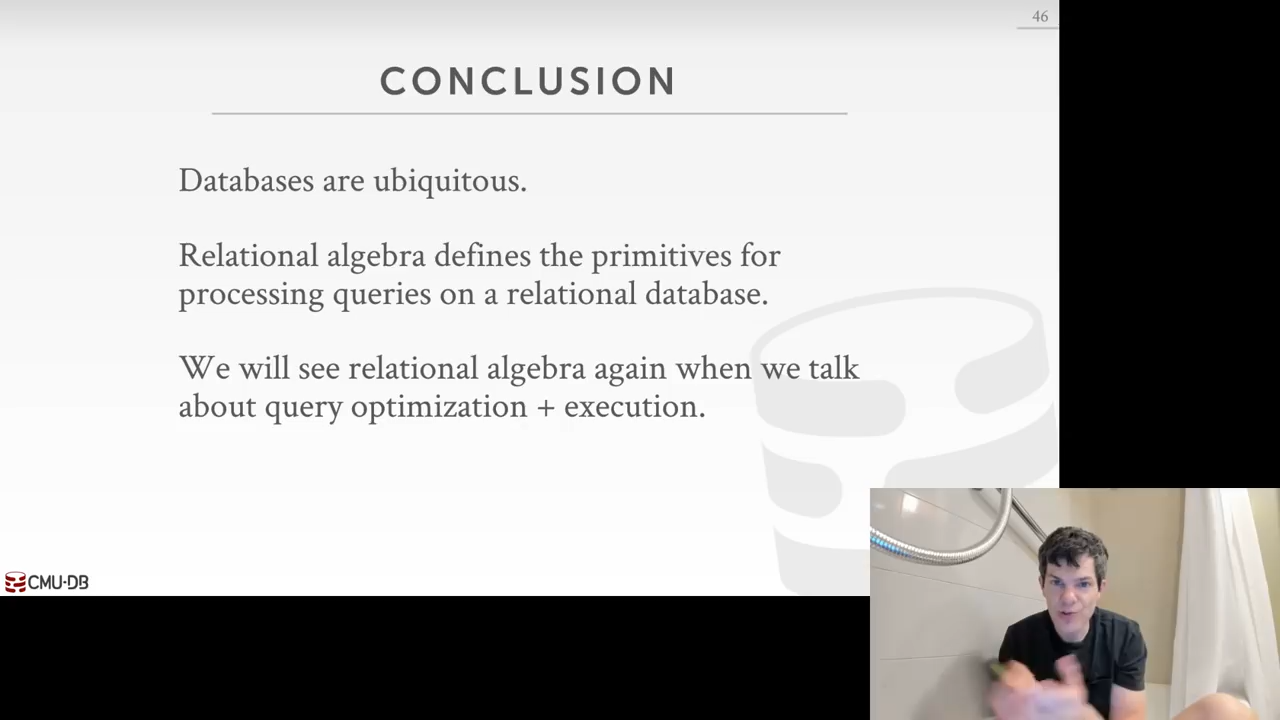 46
CONCLUSION
Databases are ubiquitous.
Relational algebra defines the primitives for
processing queries on a relational database.
We will see relational algebra again when we talk
about query optimization + execution.
CMU·DB